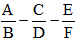 A/B − C/D − E/F